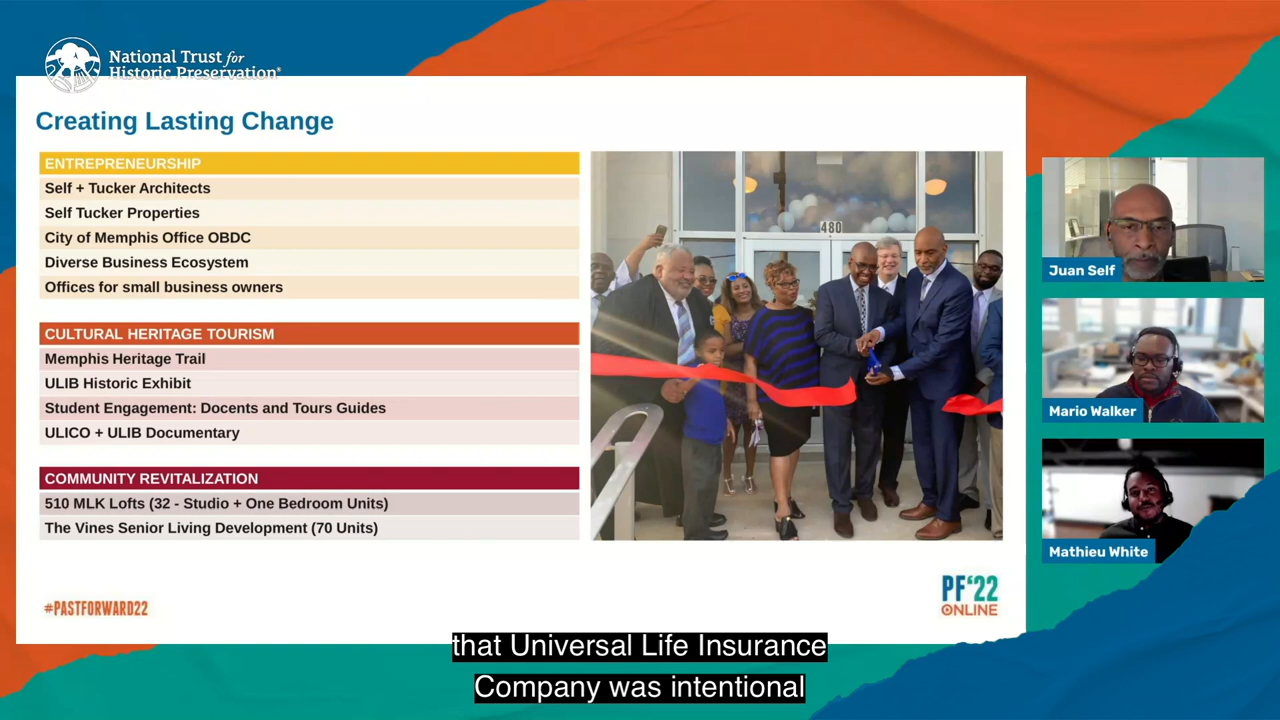 National Trust for
Historic Preservation®
Creating Lasting Change
ENTREPRENEURSHIP
Self + Tucker Architects
Self Tucker Properties
City of Memphis Office OBDC
Diverse Business Ecosystem
Offices for small business owners
CULTURAL HERITAGE TOURISM
Memphis Heritage Trail
ULIB Historic Exhibit
Student Engagement: Docents and Tours Guides
ULICO + ULIB Documentary
COMMUNITY REVITALIZATION
510 MLK Lofts (32 - Studio + One Bedroom Units)
The Vines Senior Living Development (70 Units)
480
#PASTFORWARD22
PF'22
ONLINE
Juan Self
Mario Walker
Mathieu White
that Universal Life Insurance
Company was intentional